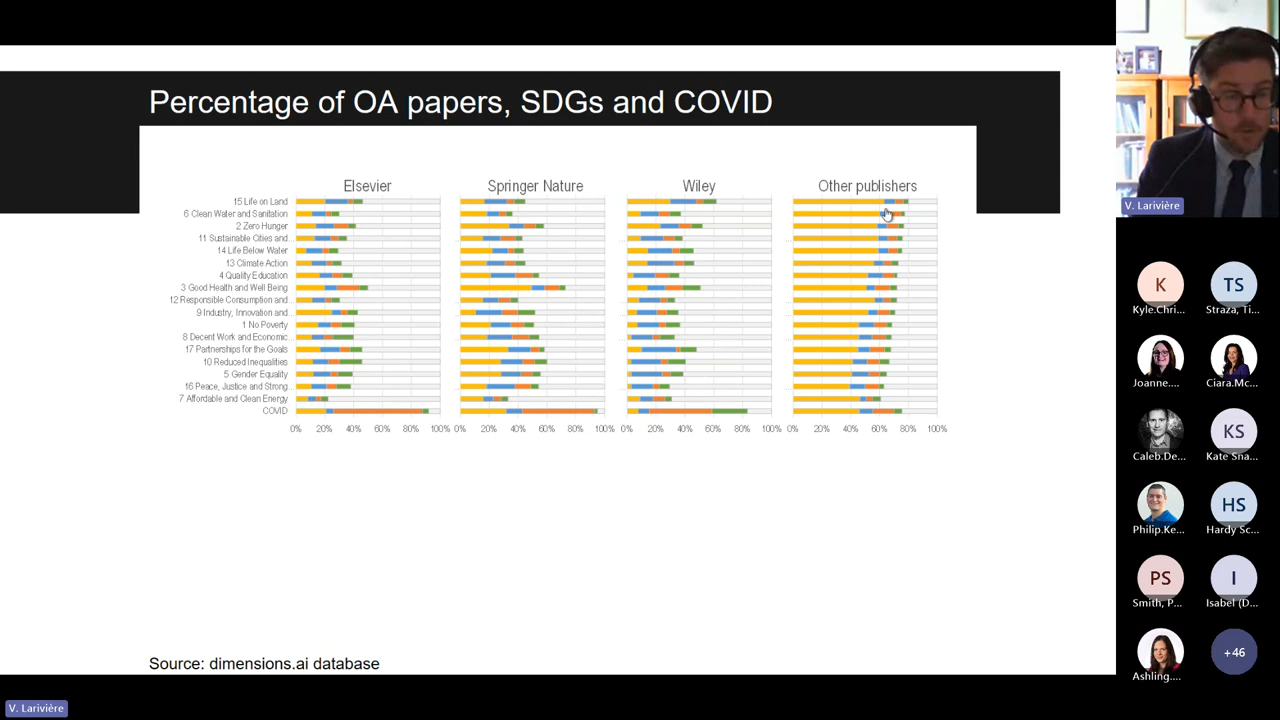 Percentage of OA papers, SDGs and COVID
Elsevier
Springer Nature
Wiley
Other publishers
15 Life on Land
6 Clean Water and Sanitation
2 Zero Hunger
11 Sustainable Cities and...
14 Life Below Water
13 Climate Action
4 Quality Education
3 Good Health and Well Being
12 Responsible Consumption and...
9 Industry, Innovation and...
1 No Poverty
8 Decent Work and Economic...
17 Partnerships for the Goals
10 Reduced Inequalities
5 Gender Equality
16 Peace, Justice and Strong...
7 Affordable and Clean Energy
COVID
0% 20% 40% 60% 80% 100%
0% 20% 40% 60% 80% 100%
0% 20% 40% 60% 80% 100%
0% 20% 40% 60% 80% 100%
Source: dimensions.ai database
V. Larivière
V. Larivière
K
TS
Kyle.Chri...
Straza, Ti...
Joanne....
Ciara.Mc...
KS
Caleb.De...
Kate Sna...
HS
Philip.Ke...
Hardy Sc...
PS
I
Smith, P...
Isabel (D...
+46
Ashling....